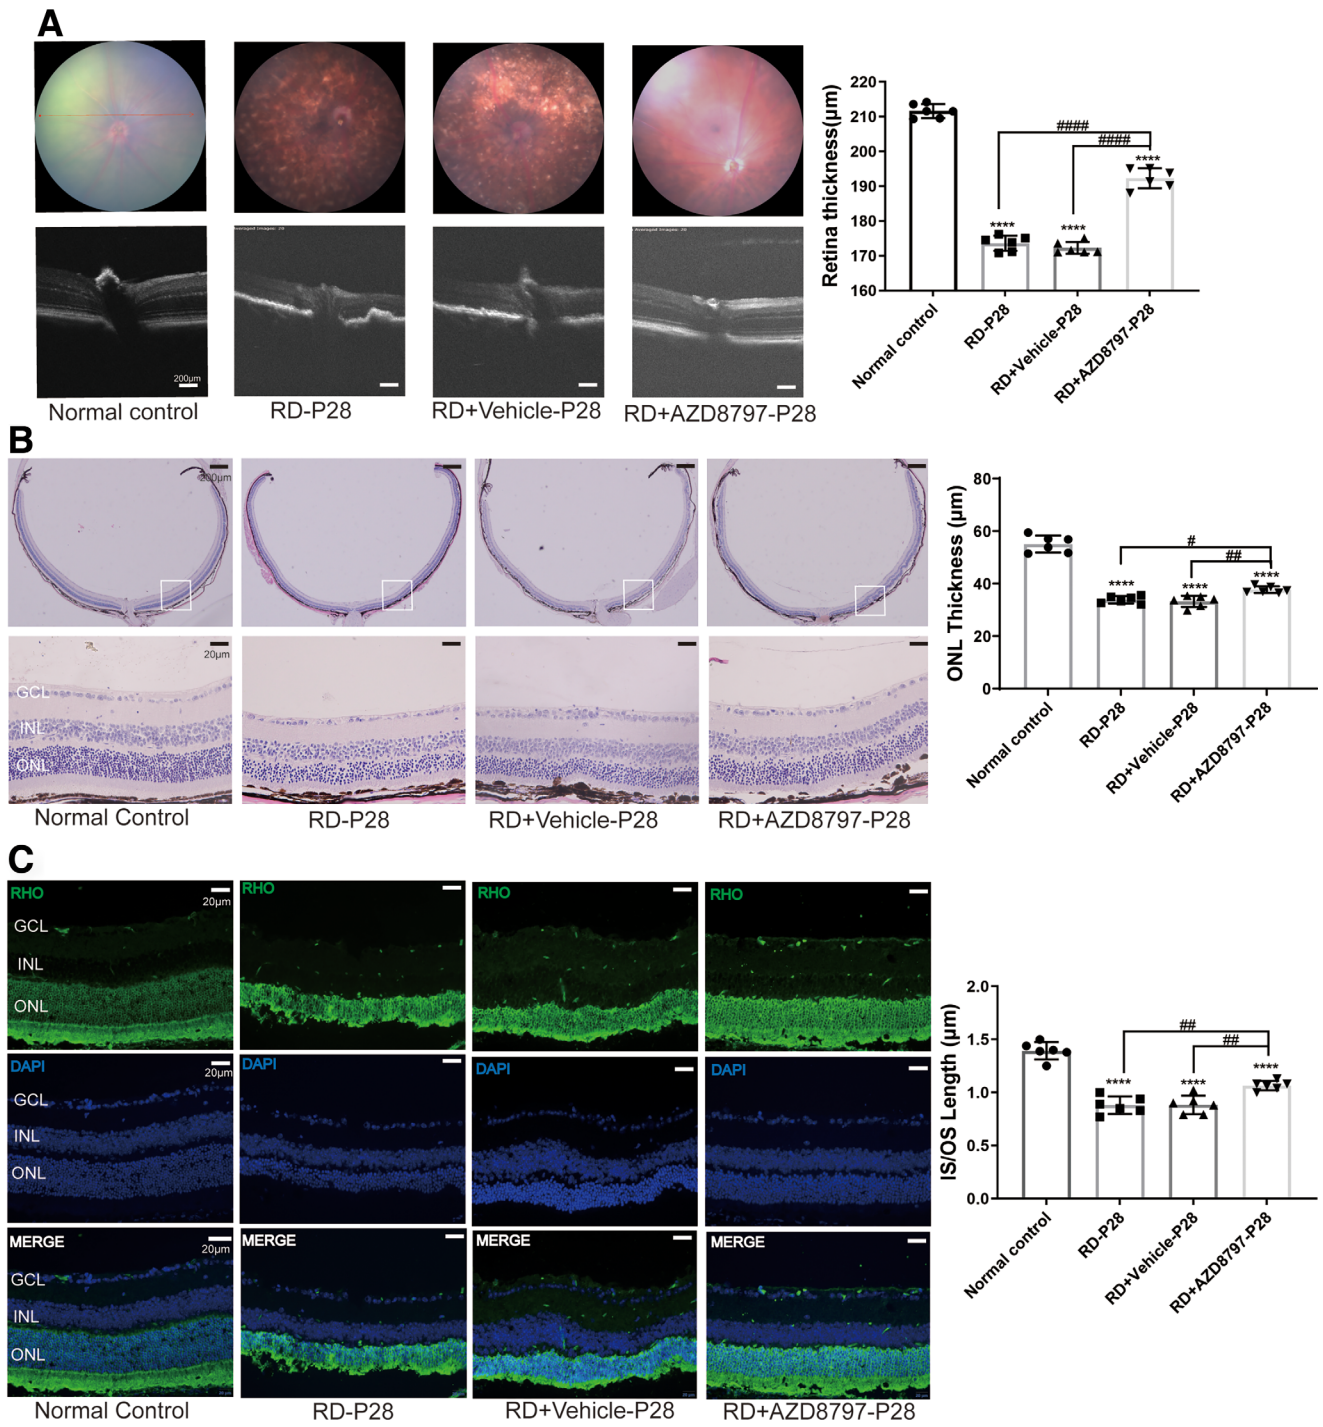 A
Averaged Images: 20
Averaged Images: 20
200μm
Normal control
RD-P28
RD+Vehicle-P28
RD+AZD8797-P28
Retina thickness(μm)
220
210
200
190
180
170
160
####
####
****
****
****
Normal control
RD-P28
RD+Vehicle-P28
RD+AZD8797-P28
B
200μm
20μm
GCL
INL
ONL
Normal Control
RD-P28
RD+Vehicle-P28
RD+AZD8797-P28
ONL Thickness (μm)
80
60
40
20
0
#
##
****
****
****
Normal control
RD-P28
RD+Vehicle-P28
RD+AZD8797-P28
C
RHO
20μm
GCL
INL
ONL
RHO
RHO
RHO
DAPI
20μm
GCL
INL
ONL
DAPI
DAPI
DAPI
MERGE
20μm
GCL
INL
ONL
MERGE
MERGE
MERGE
Normal Control
RD-P28
RD+Vehicle-P28
RD+AZD8797-P28
IS/OS Length (μm)
2.0
1.5
1.0
0.5
0.0
##
##
****
****
****
Normal control
RD-P28
RD+Vehicle-P28
RD+AZD8797-P28